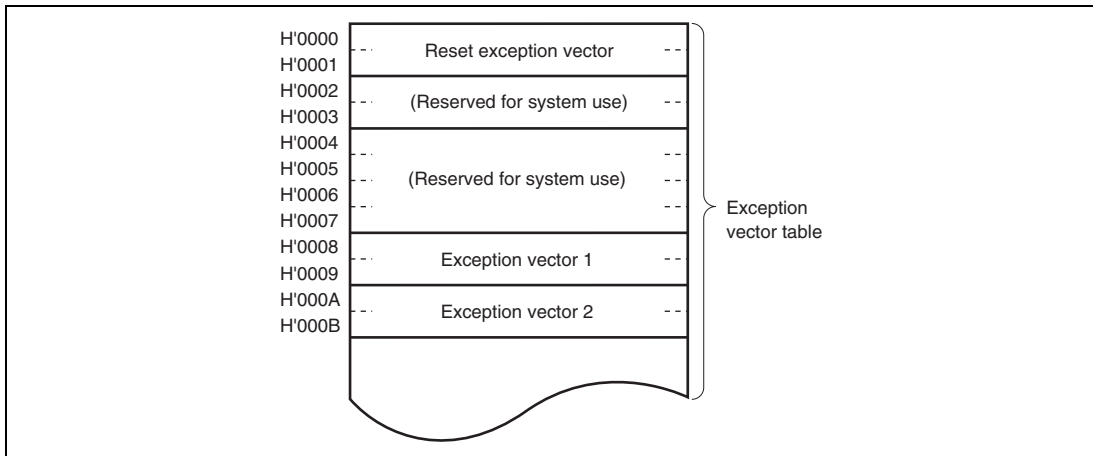 H'0000
H'0001
Reset exception vector
H'0002
H'0003
(Reserved for system use)
H'0004
H'0005
H'0006
H'0007
(Reserved for system use)
H'0008
H'0009
Exception vector 1
H'000A
H'000B
Exception vector 2
Exception
vector table